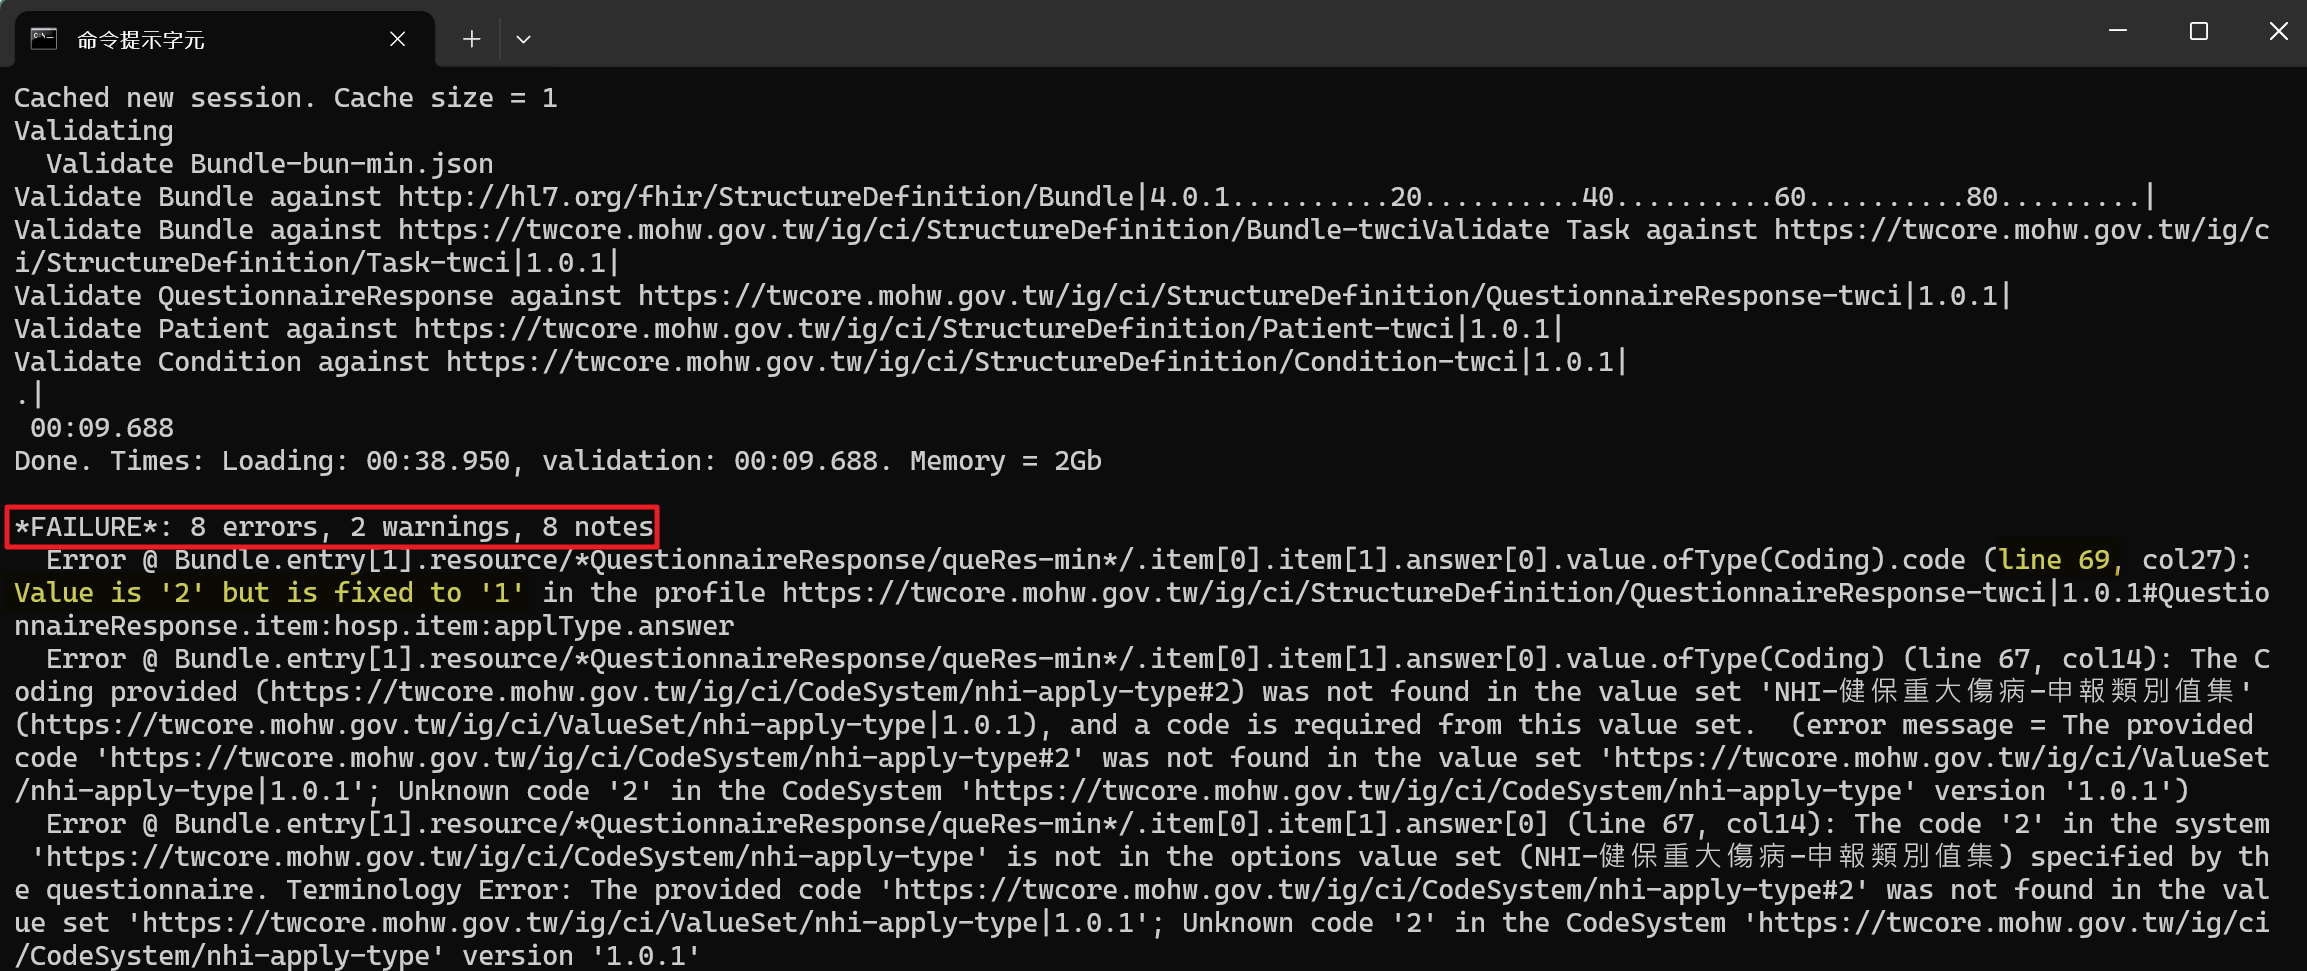 命令提示字元
Cached new session. Cache size = 1
Validating
  Validate Bundle-bun-min.json
Validate Bundle against http://hl7.org/fhir/StructureDefinition/Bundle|4.0.1..........20..........40..........60..........80.........|
Validate Bundle against https://twcore.mohw.gov.tw/ig/ci/StructureDefinition/Bundle-twciValidate Task against https://twcore.mohw.gov.tw/ig/c
i/StructureDefinition/Task-twci|1.0.1|
Validate QuestionnaireResponse against https://twcore.mohw.gov.tw/ig/ci/StructureDefinition/QuestionnaireResponse-twci|1.0.1|
Validate Patient against https://twcore.mohw.gov.tw/ig/ci/StructureDefinition/Patient-twci|1.0.1|
Validate Condition against https://twcore.mohw.gov.tw/ig/ci/StructureDefinition/Condition-twci|1.0.1|
.|
 00:09.688
Done. Times: Loading: 00:38.950, validation: 00:09.688. Memory = 2Gb
*FAILURE*: 8 errors, 2 warnings, 8 notes
  Error @ Bundle.entry[1].resource/*QuestionnaireResponse/queRes-min*/.item[0].item[1].answer[0].value.ofType(Coding).code (line 69, col27):
Value is '2' but is fixed to '1' in the profile https://twcore.mohw.gov.tw/ig/ci/StructureDefinition/QuestionnaireResponse-twci|1.0.1#Questio
nnaireResponse.item:hosp.item:applType.answer
  Error @ Bundle.entry[1].resource/*QuestionnaireResponse/queRes-min*/.item[0].item[1].answer[0].value.ofType(Coding) (line 67, col14): The C
oding provided (https://twcore.mohw.gov.tw/ig/ci/CodeSystem/nhi-apply-type#2) was not found in the value set 'NHI-健保重大傷病-申報類別值集'
(https://twcore.mohw.gov.tw/ig/ci/ValueSet/nhi-apply-type|1.0.1), and a code is required from this value set.  (error message = The provided
code 'https://twcore.mohw.gov.tw/ig/ci/CodeSystem/nhi-apply-type#2' was not found in the value set 'https://twcore.mohw.gov.tw/ig/ci/ValueSet
/nhi-apply-type|1.0.1'; Unknown code '2' in the CodeSystem 'https://twcore.mohw.gov.tw/ig/ci/CodeSystem/nhi-apply-type' version '1.0.1')
  Error @ Bundle.entry[1].resource/*QuestionnaireResponse/queRes-min*/.item[0].item[1].answer[0] (line 67, col14): The code '2' in the system
 'https://twcore.mohw.gov.tw/ig/ci/CodeSystem/nhi-apply-type' is not in the options value set (NHI-健保重大傷病-申報類別值集) specified by th
e questionnaire. Terminology Error: The provided code 'https://twcore.mohw.gov.tw/ig/ci/CodeSystem/nhi-apply-type#2' was not found in the val
ue set 'https://twcore.mohw.gov.tw/ig/ci/ValueSet/nhi-apply-type|1.0.1'; Unknown code '2' in the CodeSystem 'https://twcore.mohw.gov.tw/ig/ci
/CodeSystem/nhi-apply-type' version '1.0.1'